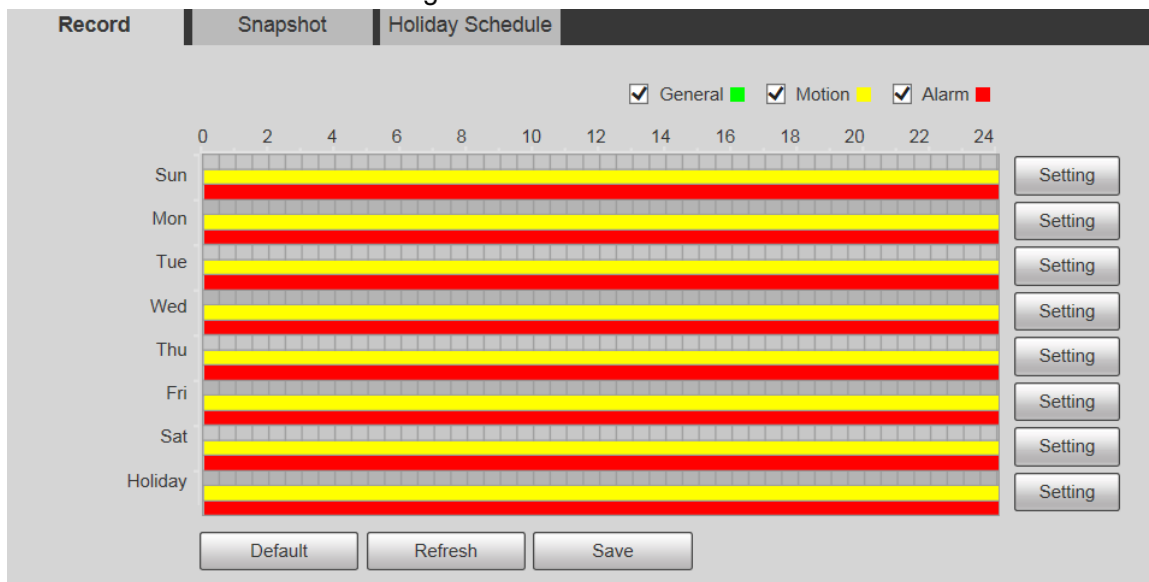 Record Snapshot Holiday Schedule
General Motion Alarm
0 2 4 6 8 10 12 14 16 18 20 22 24
Sun Setting
Mon Setting
Tue Setting
Wed Setting
Thu Setting
Fri Setting
Sat Setting
Holiday Setting
Default Refresh Save